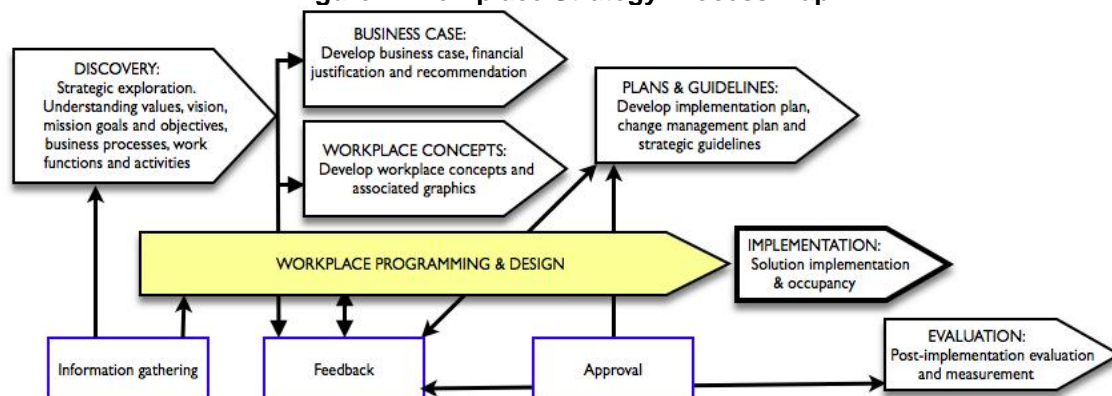 BUSINESS CASE:
Develop business case, financial
justification and recommendation
DISCOVERY:
Strategic exploration.
Understanding values, vision,
mission goals and objectives,
business processes, work
functions and activities
PLANS & GUIDELINES:
Develop implementation plan,
change management plan and
strategic guidelines
WORKPLACE CONCEPTS:
Develop workplace concepts and
associated graphics
WORKPLACE PROGRAMMING & DESIGN
IMPLEMENTATION:
Solution implementation
& occupancy
Information gathering
Feedback
Approval
EVALUATION:
Post-implementation evaluation
and measurement